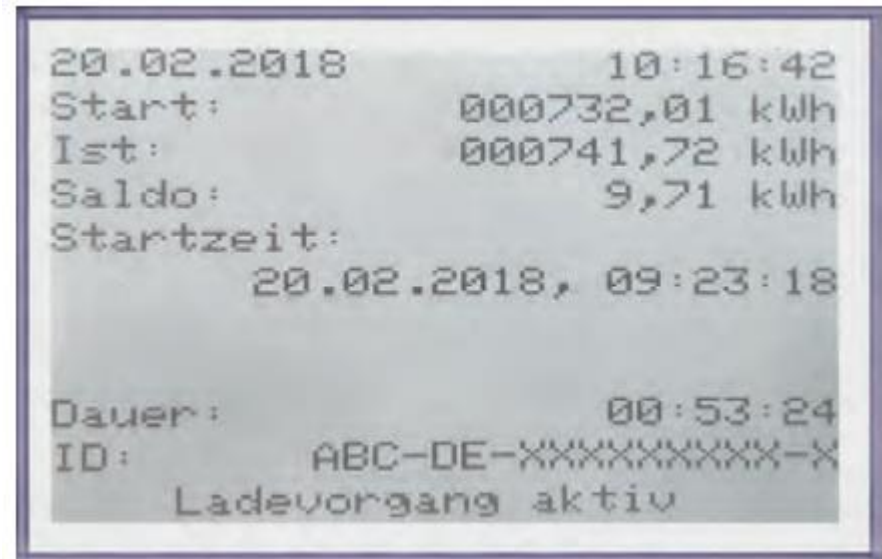 20.02.2018 10:16:42
Start: 000732,01 kWh
Ist: 000741,72 kWh
Saldo: 9,71 kWh
Startzeit:
20.02.2018, 09:23:18
Dauer: 00:53:24
ID: ABC-DE-XXXXXXXXX-X
Ladevorgang aktiv